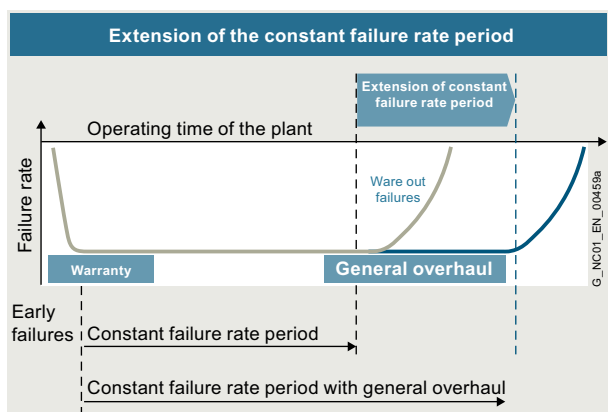 Extension of the constant failure rate period
Extension of constant
failure rate period
Operating time of the plant
Failure rate
Ware out
failures
G_NC01_EN_00459a
Warranty
General overhaul
Early
failures
Constant failure rate period
Constant failure rate period with general overhaul